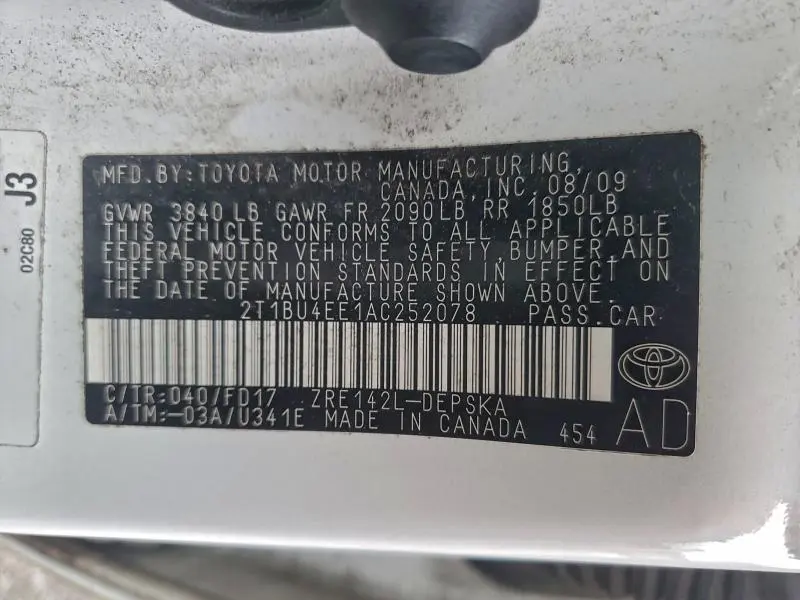 MFD.BY:TOYOTA MOTOR MANUFACTURING,
CANADA,INC. 08/09
GVWR 3840 LB GAWR FR 2090LB RR 1850LB
THIS VEHICLE CONFORMS TO ALL APPLICABLE
FEDERAL MOTOR VEHICLE SAFETY,BUMPER,AND
THEFT PREVENTION STANDARDS IN EFFECT ON
THE DATE OF MANUFACTURE SHOWN ABOVE.
2T1BU4EE1AC252078 PASS.CAR
C/TR:040/FD17 ZRE142L-DEPSKA
A/TM:-03A/U341E MADE IN CANADA 454
AD
J3
02C80